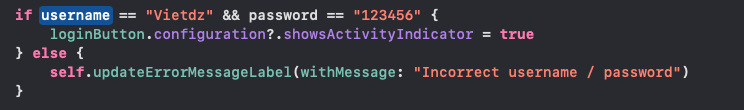 if username == "Vietdz" && password == "123456" {
    loginButton.configuration?.showsActivityIndicator = true
} else {
    self.updateErrorMessageLabel(withMessage: "Incorrect username / password")
}